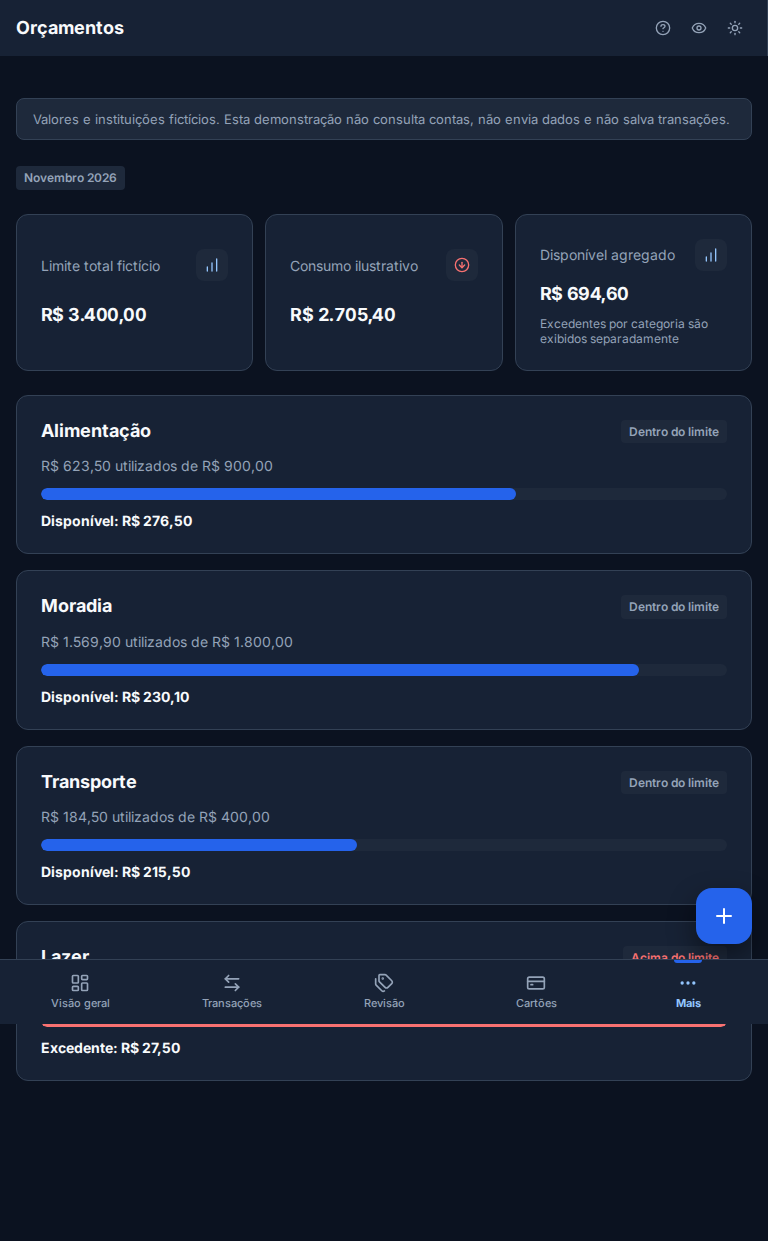 Orçamentos
Valores e instituições fictícios. Esta demonstração não consulta contas, não envia dados e não salva transações.
Novembro 2026
Limite total fictício
R$ 3.400,00
Consumo ilustrativo
R$ 2.705,40
Disponível agregado
R$ 694,60
Excedentes por categoria são
exibidos separadamente
Alimentação
Dentro do limite
R$ 623,50 utilizados de R$ 900,00
Disponível: R$ 276,50
Moradia
Dentro do limite
R$ 1.569,90 utilizados de R$ 1.800,00
Disponível: R$ 230,10
Transporte
Dentro do limite
R$ 184,50 utilizados de R$ 400,00
Disponível: R$ 215,50
Lazer
Acima do limite
Visão geral
Transações
Revisão
Cartões
Mais
Excedente: R$ 27,50